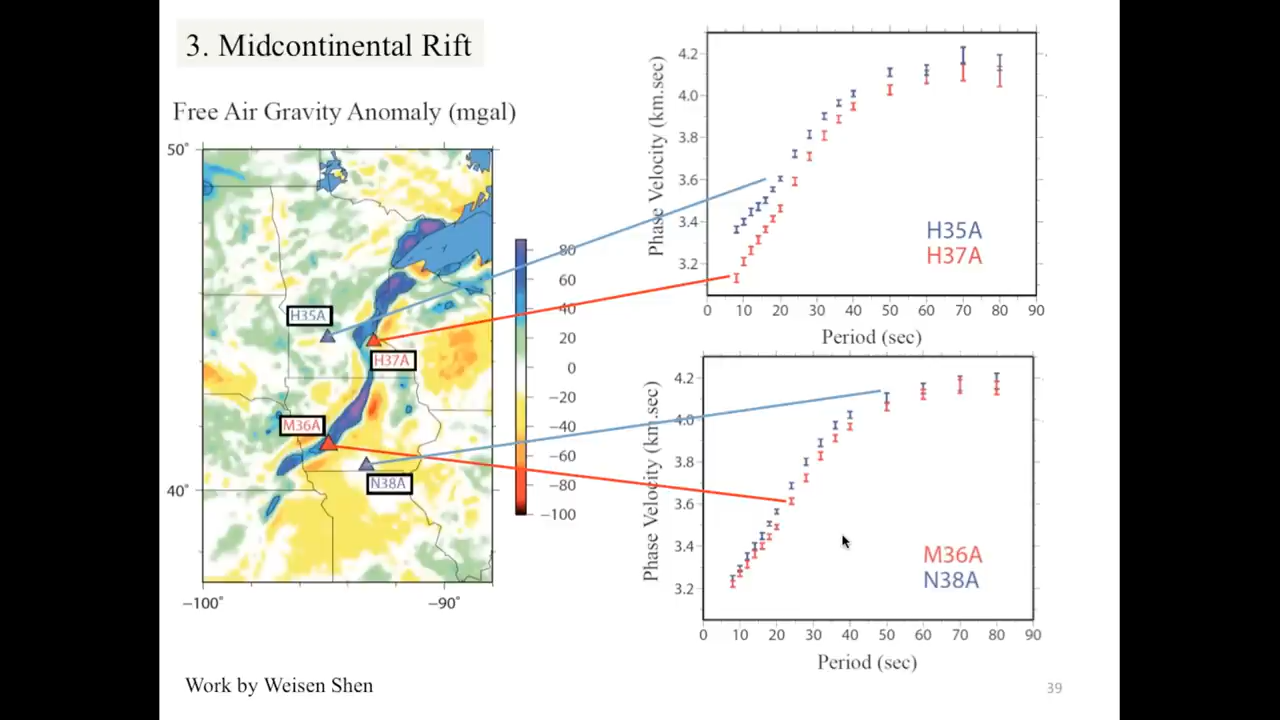 3. Midcontinental Rift
Free Air Gravity Anomaly (mgal)
50°
40°
−100°
−90°
H35A
H37A
M36A
N38A
80
60
40
20
0
−20
−40
−60
−80
−100
Phase Velocity (km.sec)
4.2
4.0
3.8
3.6
3.4
3.2
H35A
H37A
0 10 20 30 40 50 60 70 80 90
Period (sec)
Phase Velocity (km.sec)
4.2
4.0
3.8
3.6
3.4
3.2
M36A
N38A
0 10 20 30 40 50 60 70 80 90
Period (sec)
Work by Weisen Shen
39